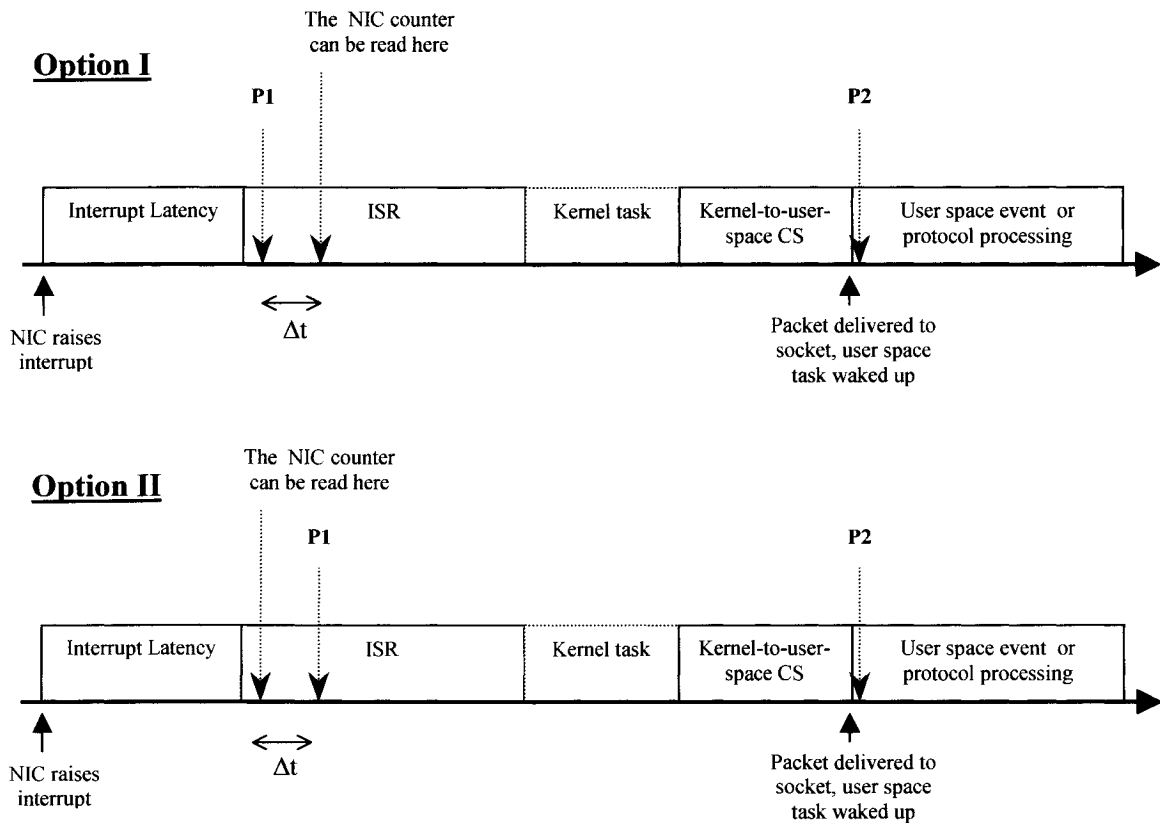 The NIC counter
can be read here
Option I
P1
P2
Interrupt Latency
ISR
Kernel task
Kernel-to-user-
space CS
User space event or
protocol processing
Δt
NIC raises
interrupt
Packet delivered to
socket, user space
task waked up
The NIC counter
can be read here
Option II
P1
P2
Interrupt Latency
ISR
Kernel task
Kernel-to-user-
space CS
User space event or
protocol processing
Δt
NIC raises
interrupt
Packet delivered to
socket, user space
task waked up